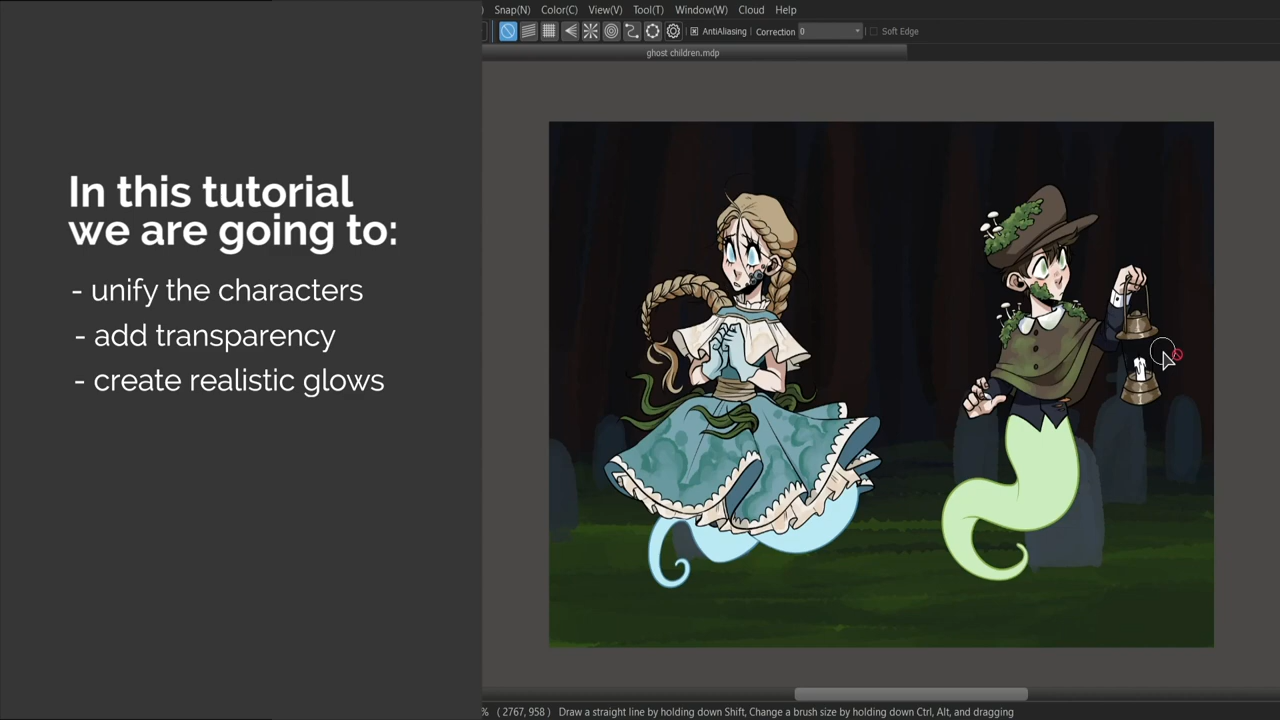 ) Snap(N) Color(C) View(V) Tool(T) Window(W) Cloud Help
AntiAliasing Correction 0 Soft Edge
ghost children.mdp
In this tutorial
we are going to:
- unify the characters
- add transparency
- create realistic glows
% ( 2767, 958 ) Draw a straight line by holding down Shift, Change a brush size by holding down Ctrl, Alt, and dragging